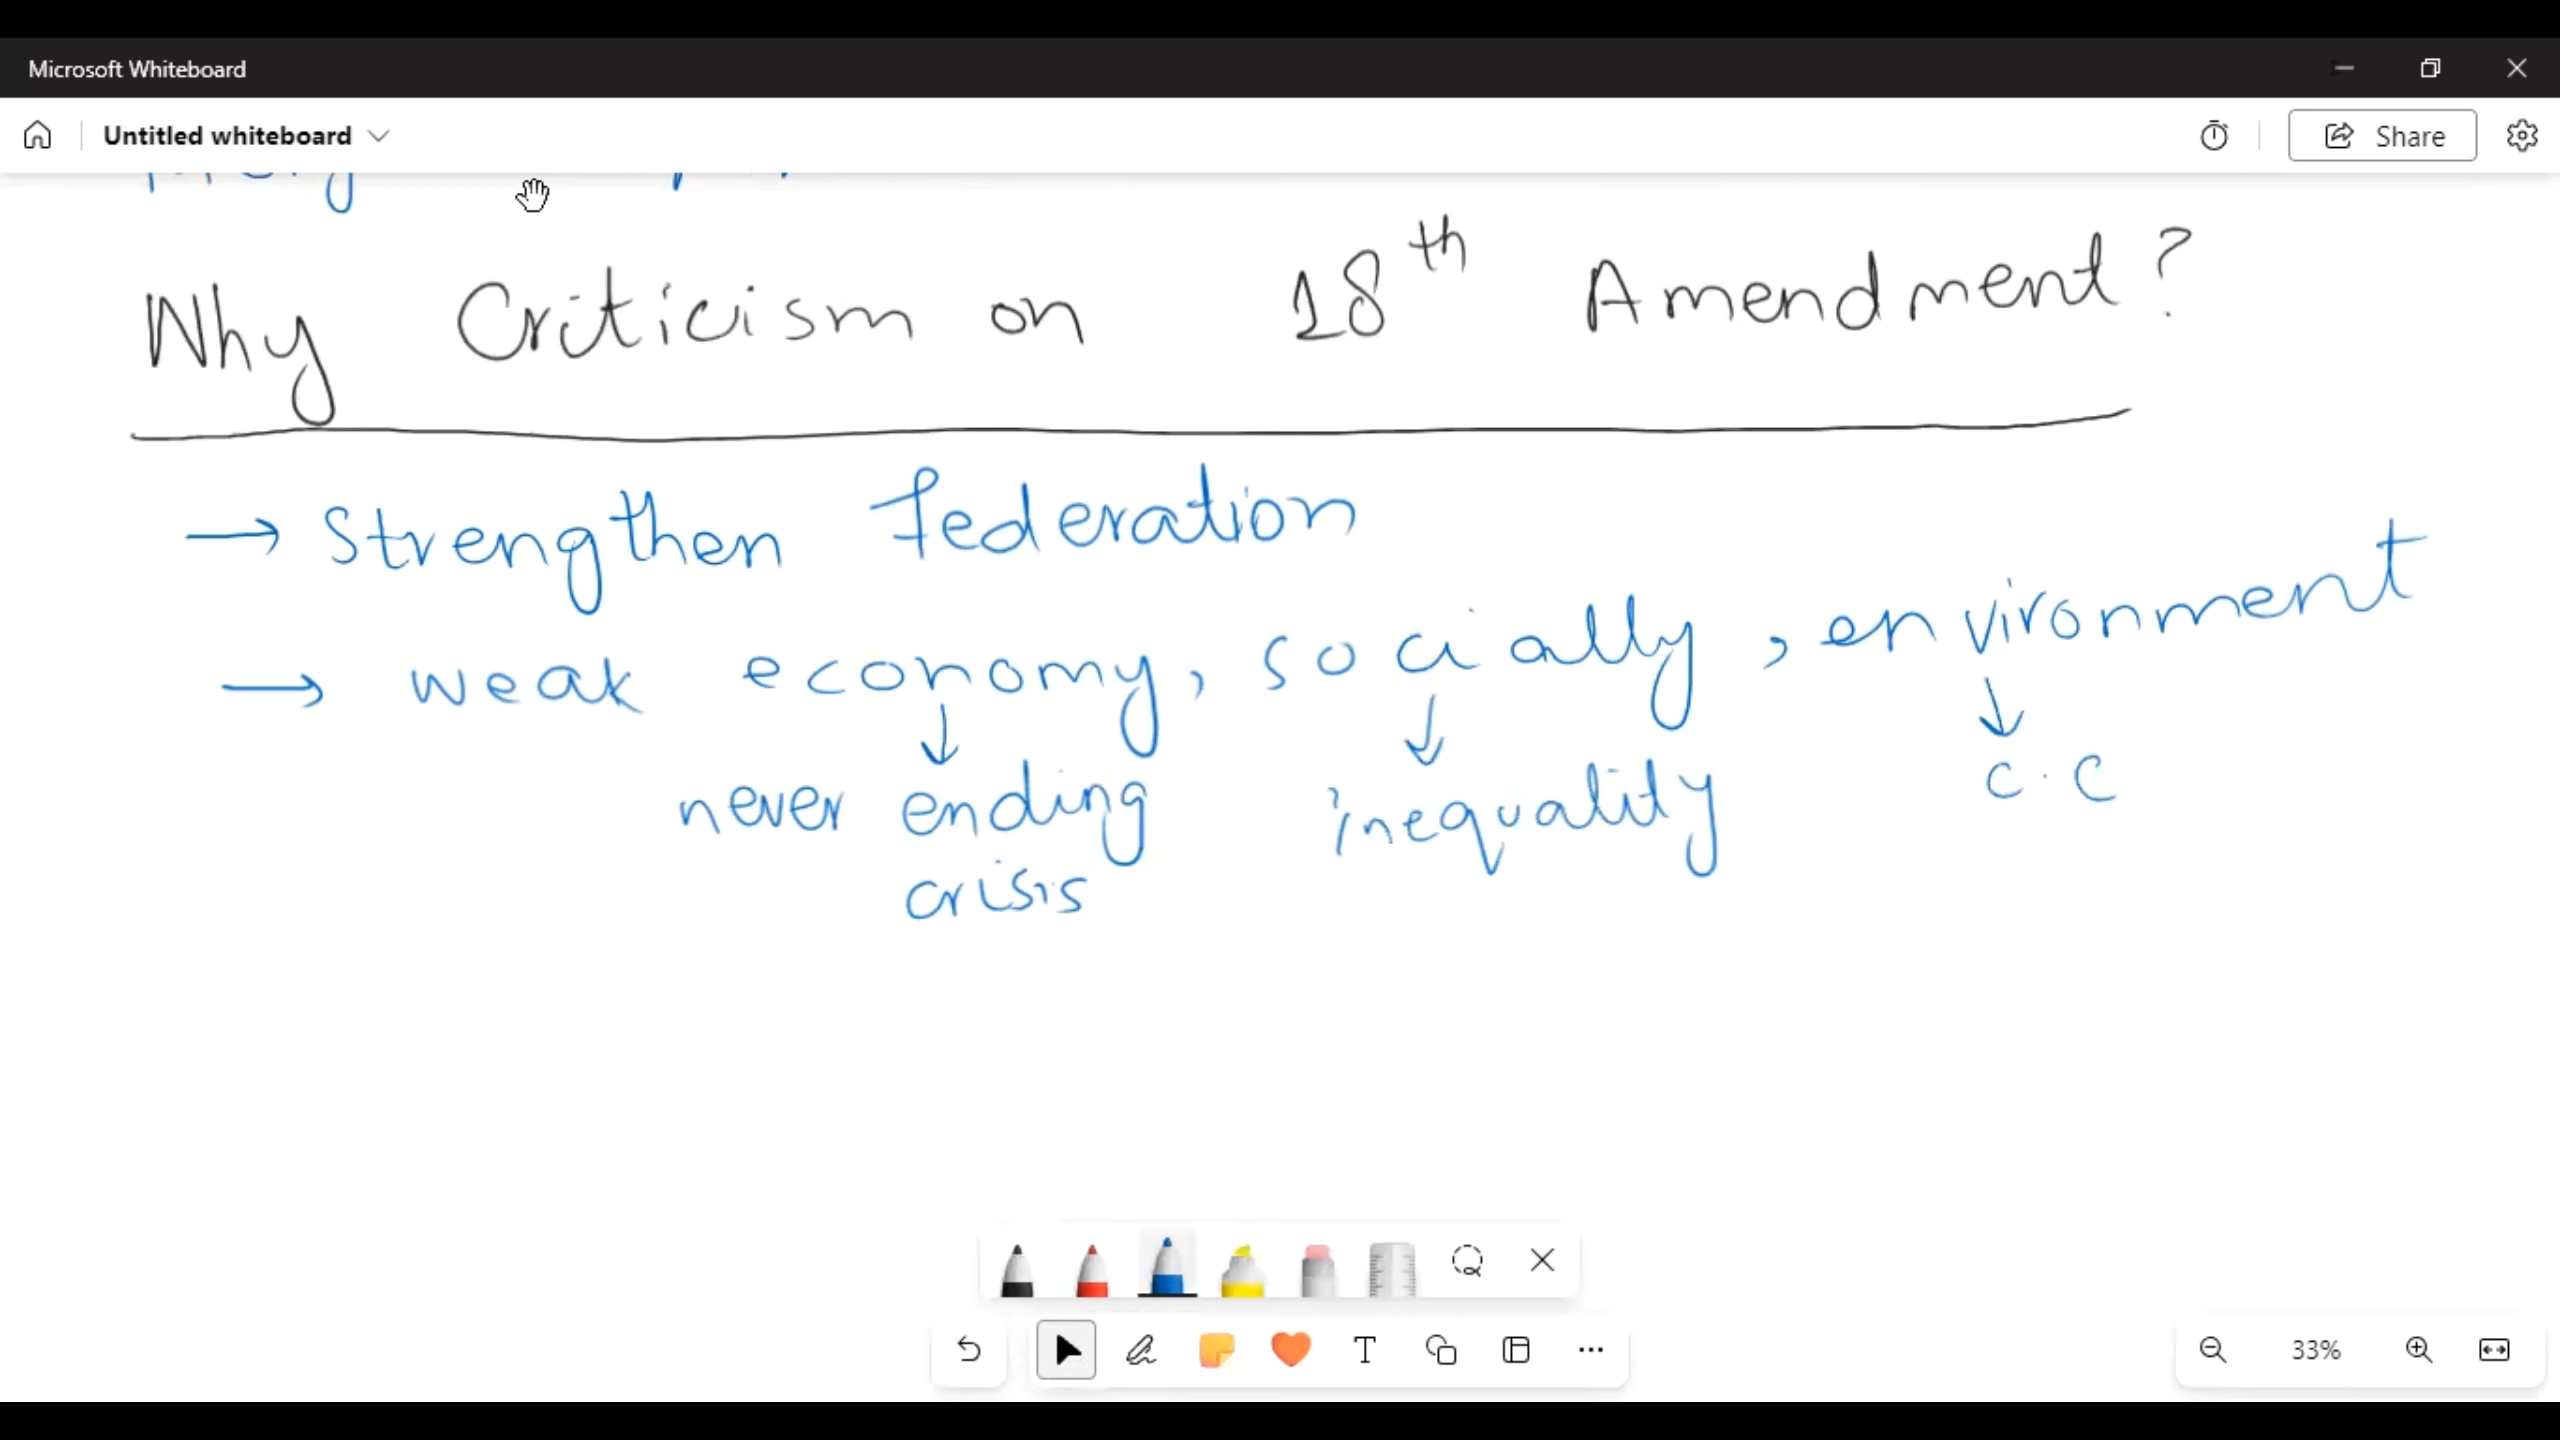 Microsoft Whiteboard
Untitled whiteboard
Share
Why Criticism on 18th Amendment?
→ Strengthen Federation
→ weak economy, socially, environment
↓ ↓ ↓
never ending inequality C.C
crisis
T
33%